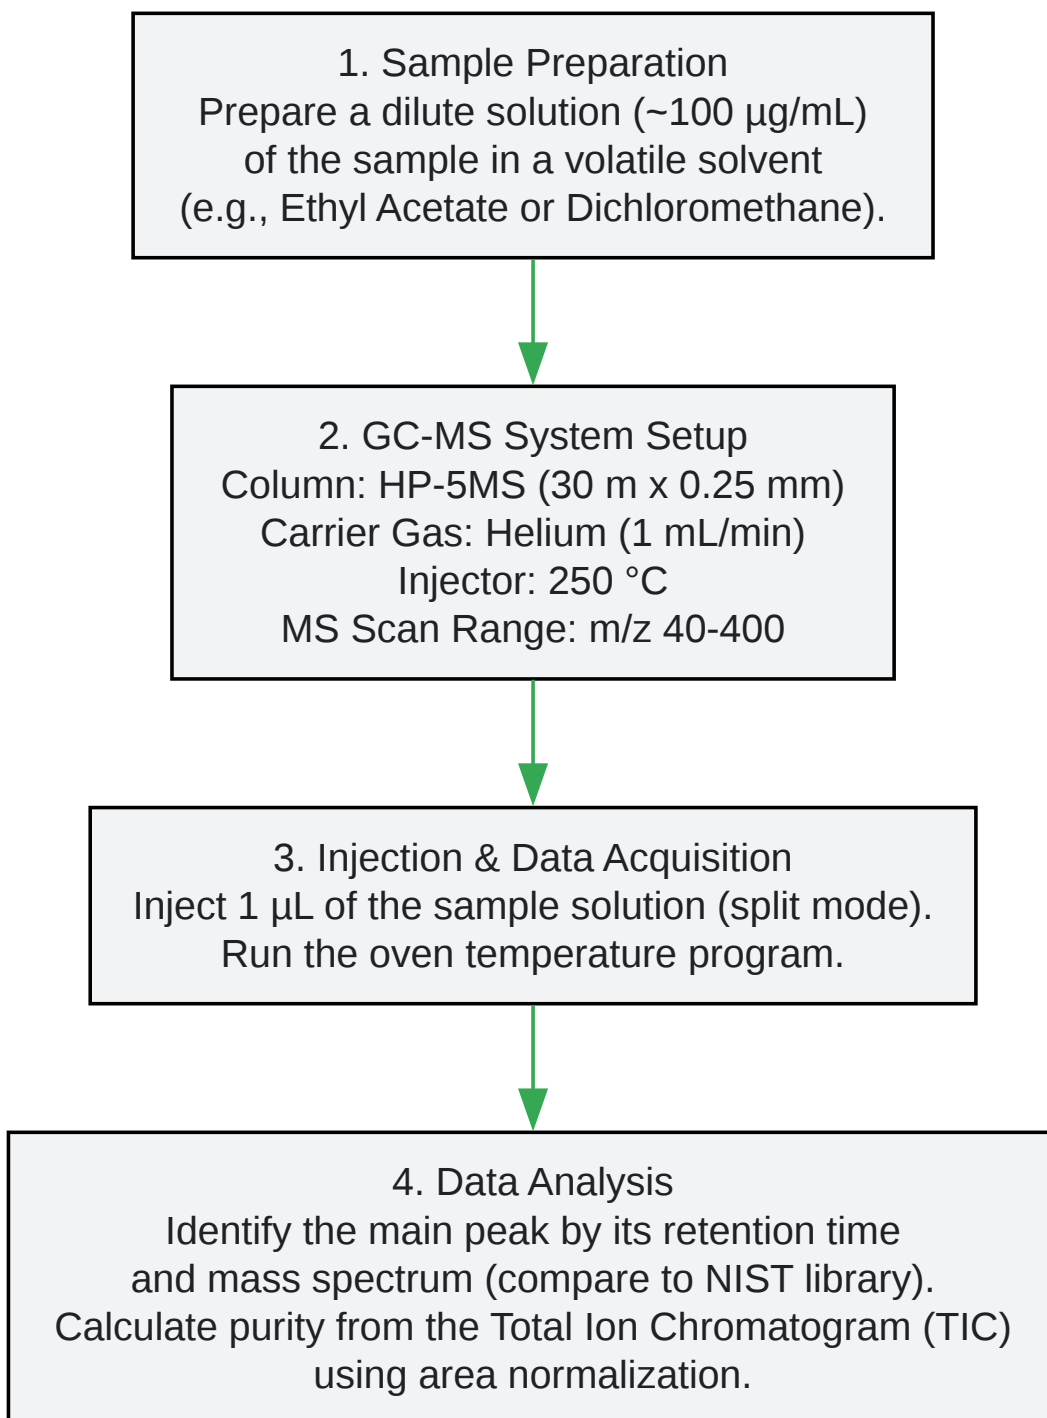 1. Sample Preparation
Prepare a dilute solution (~100 µg/mL)
of the sample in a volatile solvent
(e.g., Ethyl Acetate or Dichloromethane).
2. GC-MS System Setup
Column: HP-5MS (30 m x 0.25 mm)
Carrier Gas: Helium (1 mL/min)
Injector: 250 °C
MS Scan Range: m/z 40-400
3. Injection & Data Acquisition
Inject 1 µL of the sample solution (split mode).
Run the oven temperature program.
4. Data Analysis
Identify the main peak by its retention time
and mass spectrum (compare to NIST library).
Calculate purity from the Total Ion Chromatogram (TIC)
using area normalization.